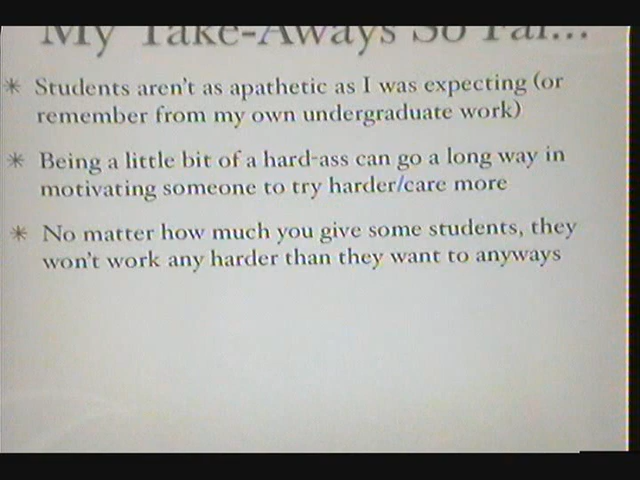 My Take-Aways So Far...
* Students aren't as apathetic as I was expecting (or
remember from my own undergraduate work)
* Being a little bit of a hard-ass can go a long way in
motivating someone to try harder/care more
* No matter how much you give some students, they
won't work any harder than they want to anyways